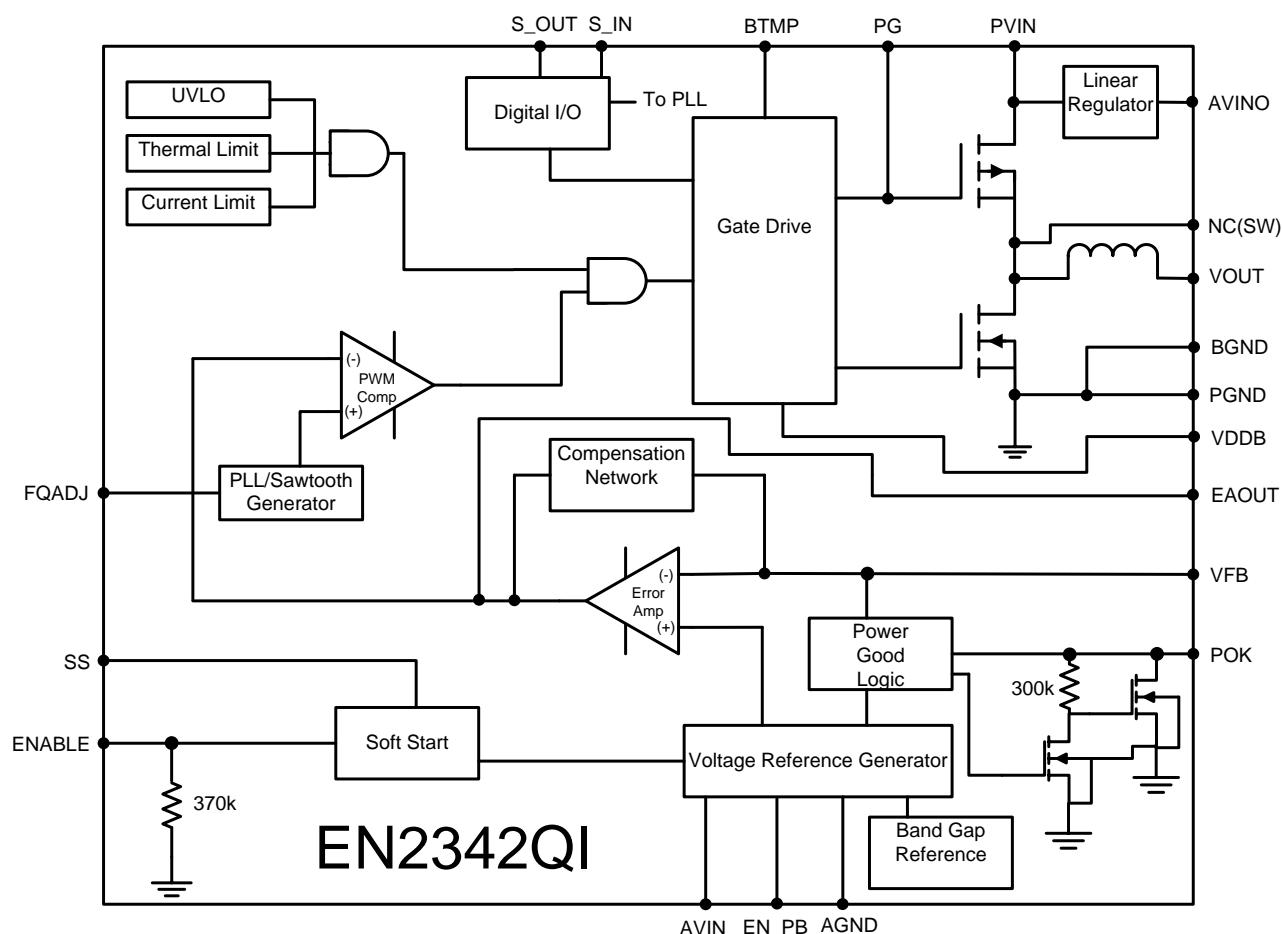 S_OUT S_IN BTMP PG PVIN
UVLO
Thermal Limit
Current Limit
Digital I/O
To PLL
Linear
Regulator
AVINO
Gate Drive
NC(SW)
VOUT
BGND
PGND
VDDB
EAOUT
(-)
PWM
Comp
(+)
FQADJ
PLL/Sawtooth
Generator
Compensation
Network
(-)
Error
Amp
(+)
VFB
Power
Good
Logic
POK
300k
SS
ENABLE
Soft Start
Voltage Reference Generator
370k
EN2342QI
Band Gap
Reference
AVIN EN_PB AGND